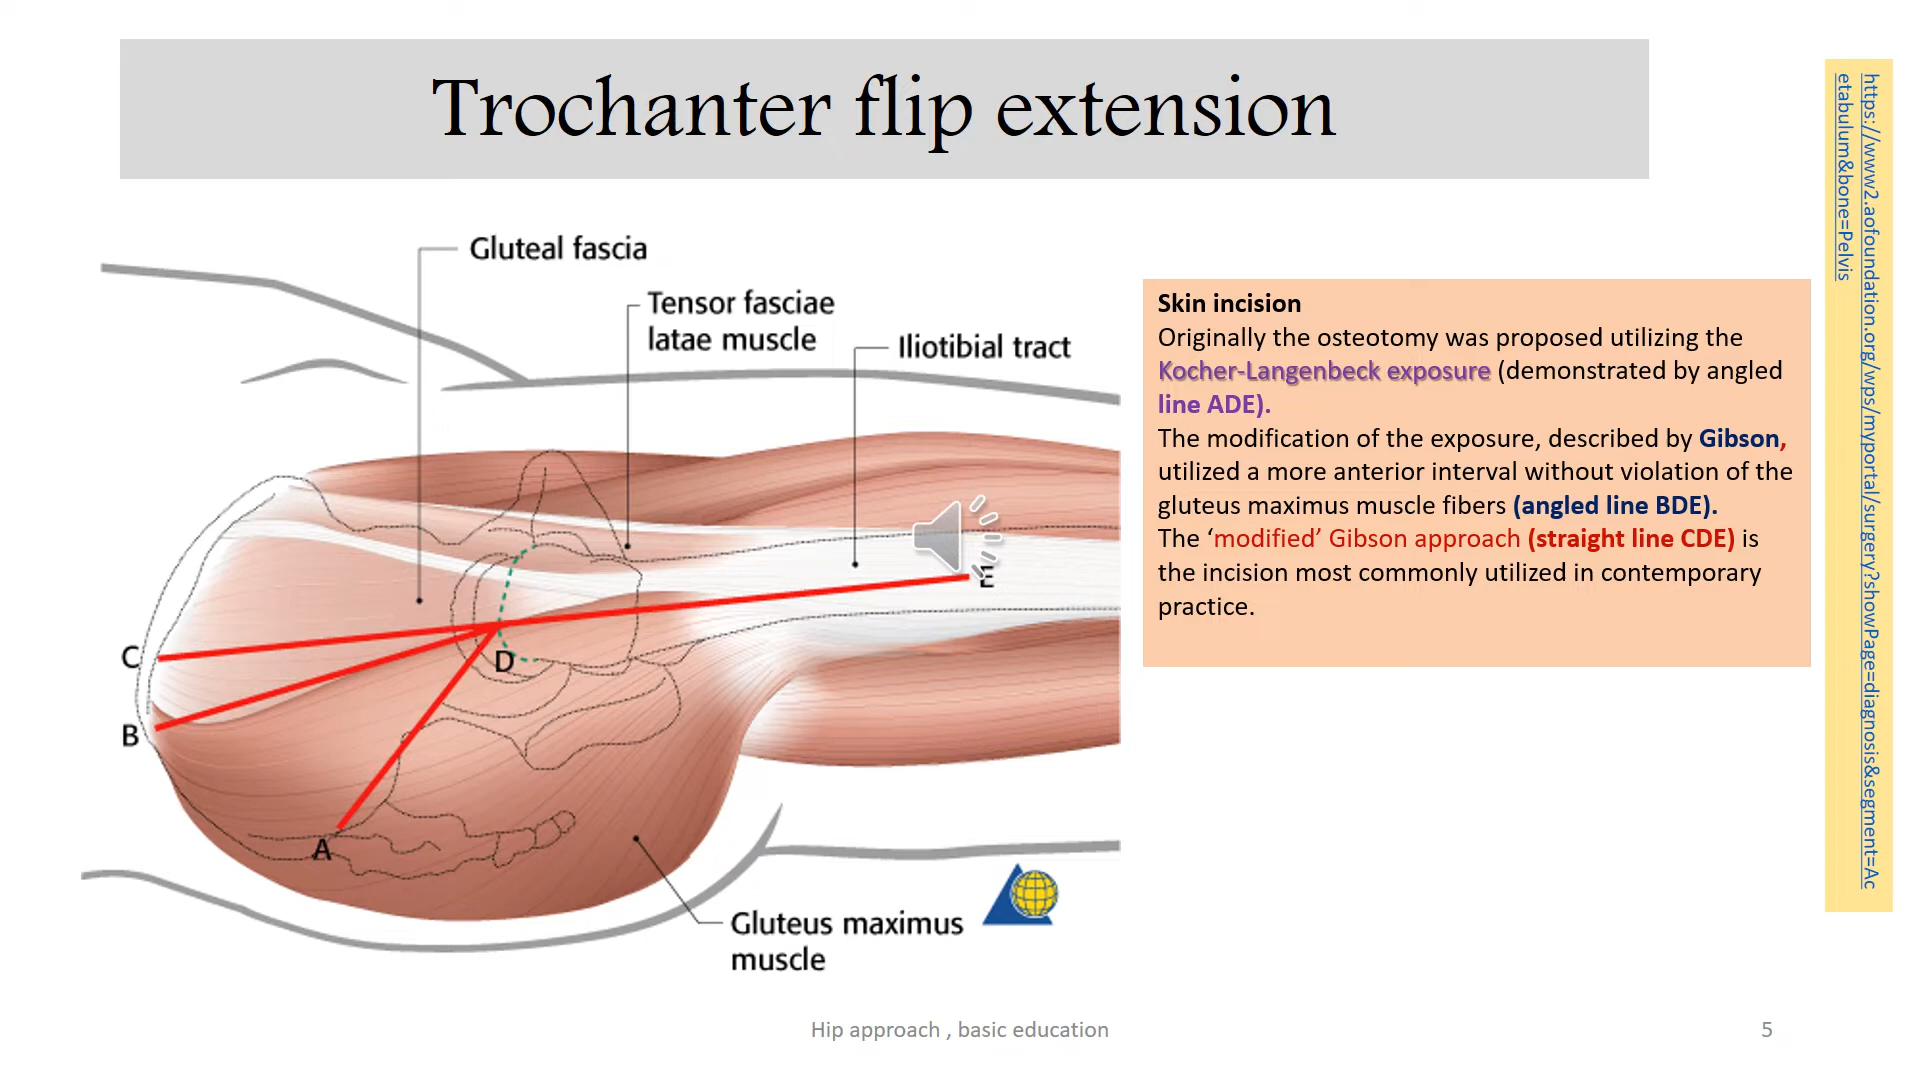 Trochanter flip extension
https://www2.aofoundation.org/wps/myportal/surgery?showPage=diagnosis&segment=Ac
etabulum&bone=Pelvis
Gluteal fascia
Tensor fasciae
latae muscle
Iliotibial tract
E
C
D
B
A
Gluteus maximus
muscle
Skin incision
Originally the osteotomy was proposed utilizing the
Kocher-Langenbeck exposure (demonstrated by angled
line ADE).
The modification of the exposure, described by Gibson,
utilized a more anterior interval without violation of the
gluteus maximus muscle fibers (angled line BDE).
The ‘modified’ Gibson approach (straight line CDE) is
the incision most commonly utilized in contemporary
practice.
Hip approach , basic education
5